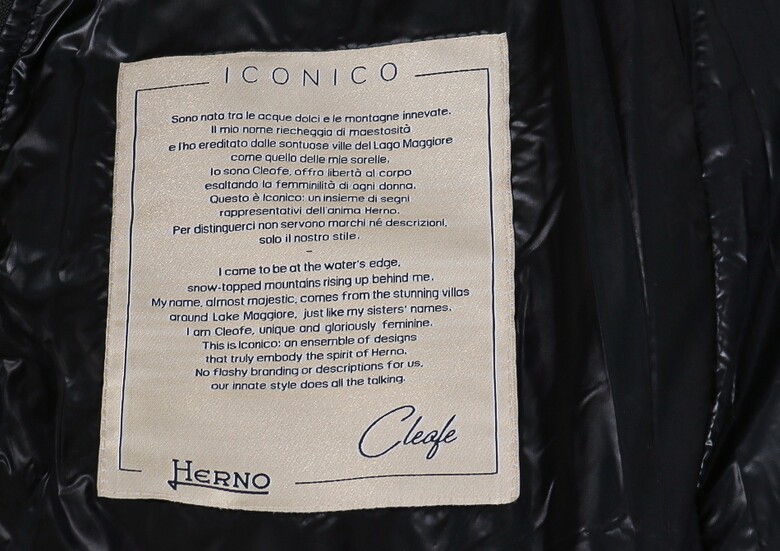 ICONICO
Sono nata tra le acque dolci e le montagne innevate.
Il mio nome riecheggia di maestosità
e l'ho ereditato dalle sontuose ville del Lago Maggiore
come quello delle mie sorelle.
Io sono Cleofe, offro libertà al corpo
esaltando la femminilità di ogni donna.
Questo è Iconico: un insieme di segni
rappresentativi dell'anima Herno.
Per distinguerci non servono marchi né descrizioni,
solo il nostro stile.
-
I came to be at the water's edge,
snow-topped mountains rising up behind me.
My name, almost majestic, comes from the stunning villas
around Lake Maggiore, just like my sisters' names.
I am Cleofe, unique and gloriously feminine.
This is Iconico: an ensemble of designs
that truly embody the spirit of Herno.
No flashy branding or descriptions for us,
our innate style does all the talking.
Cleofe
HERNO